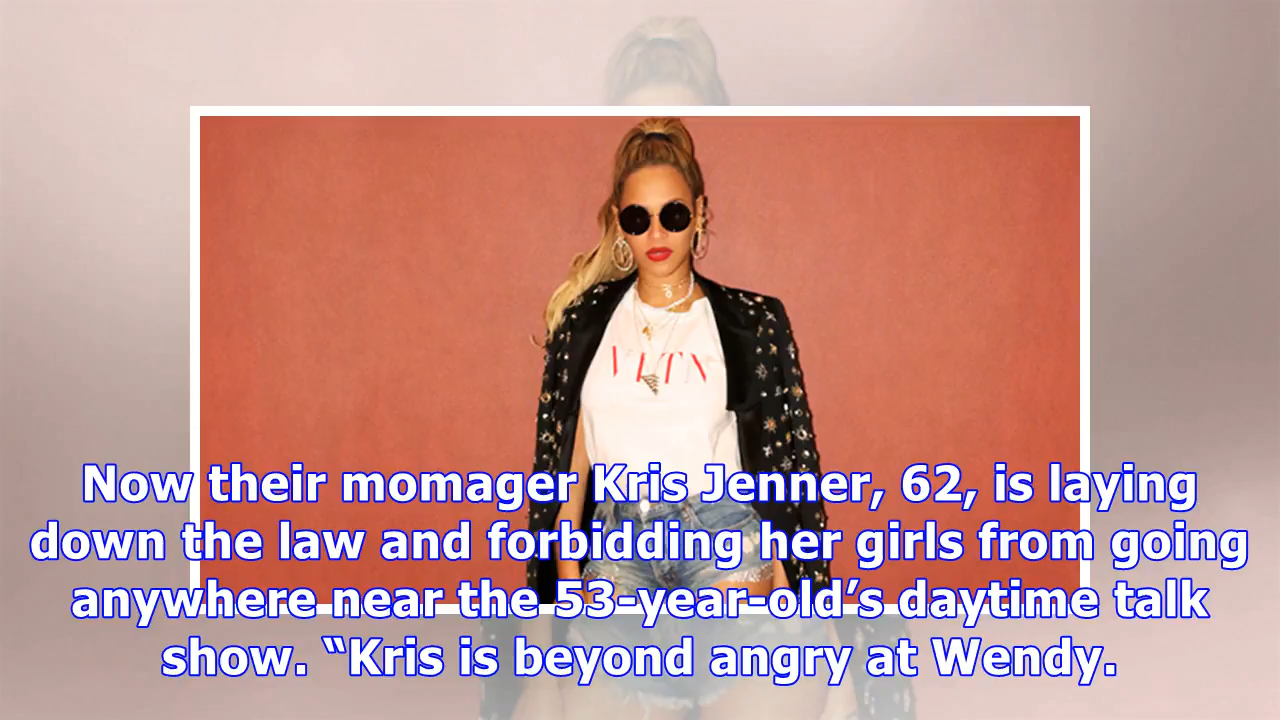 VLTN
Now their momager Kris Jenner, 62, is laying
down the law and forbidding her girls from going
anywhere near the 53-year-old’s daytime talk
show. “Kris is beyond angry at Wendy.